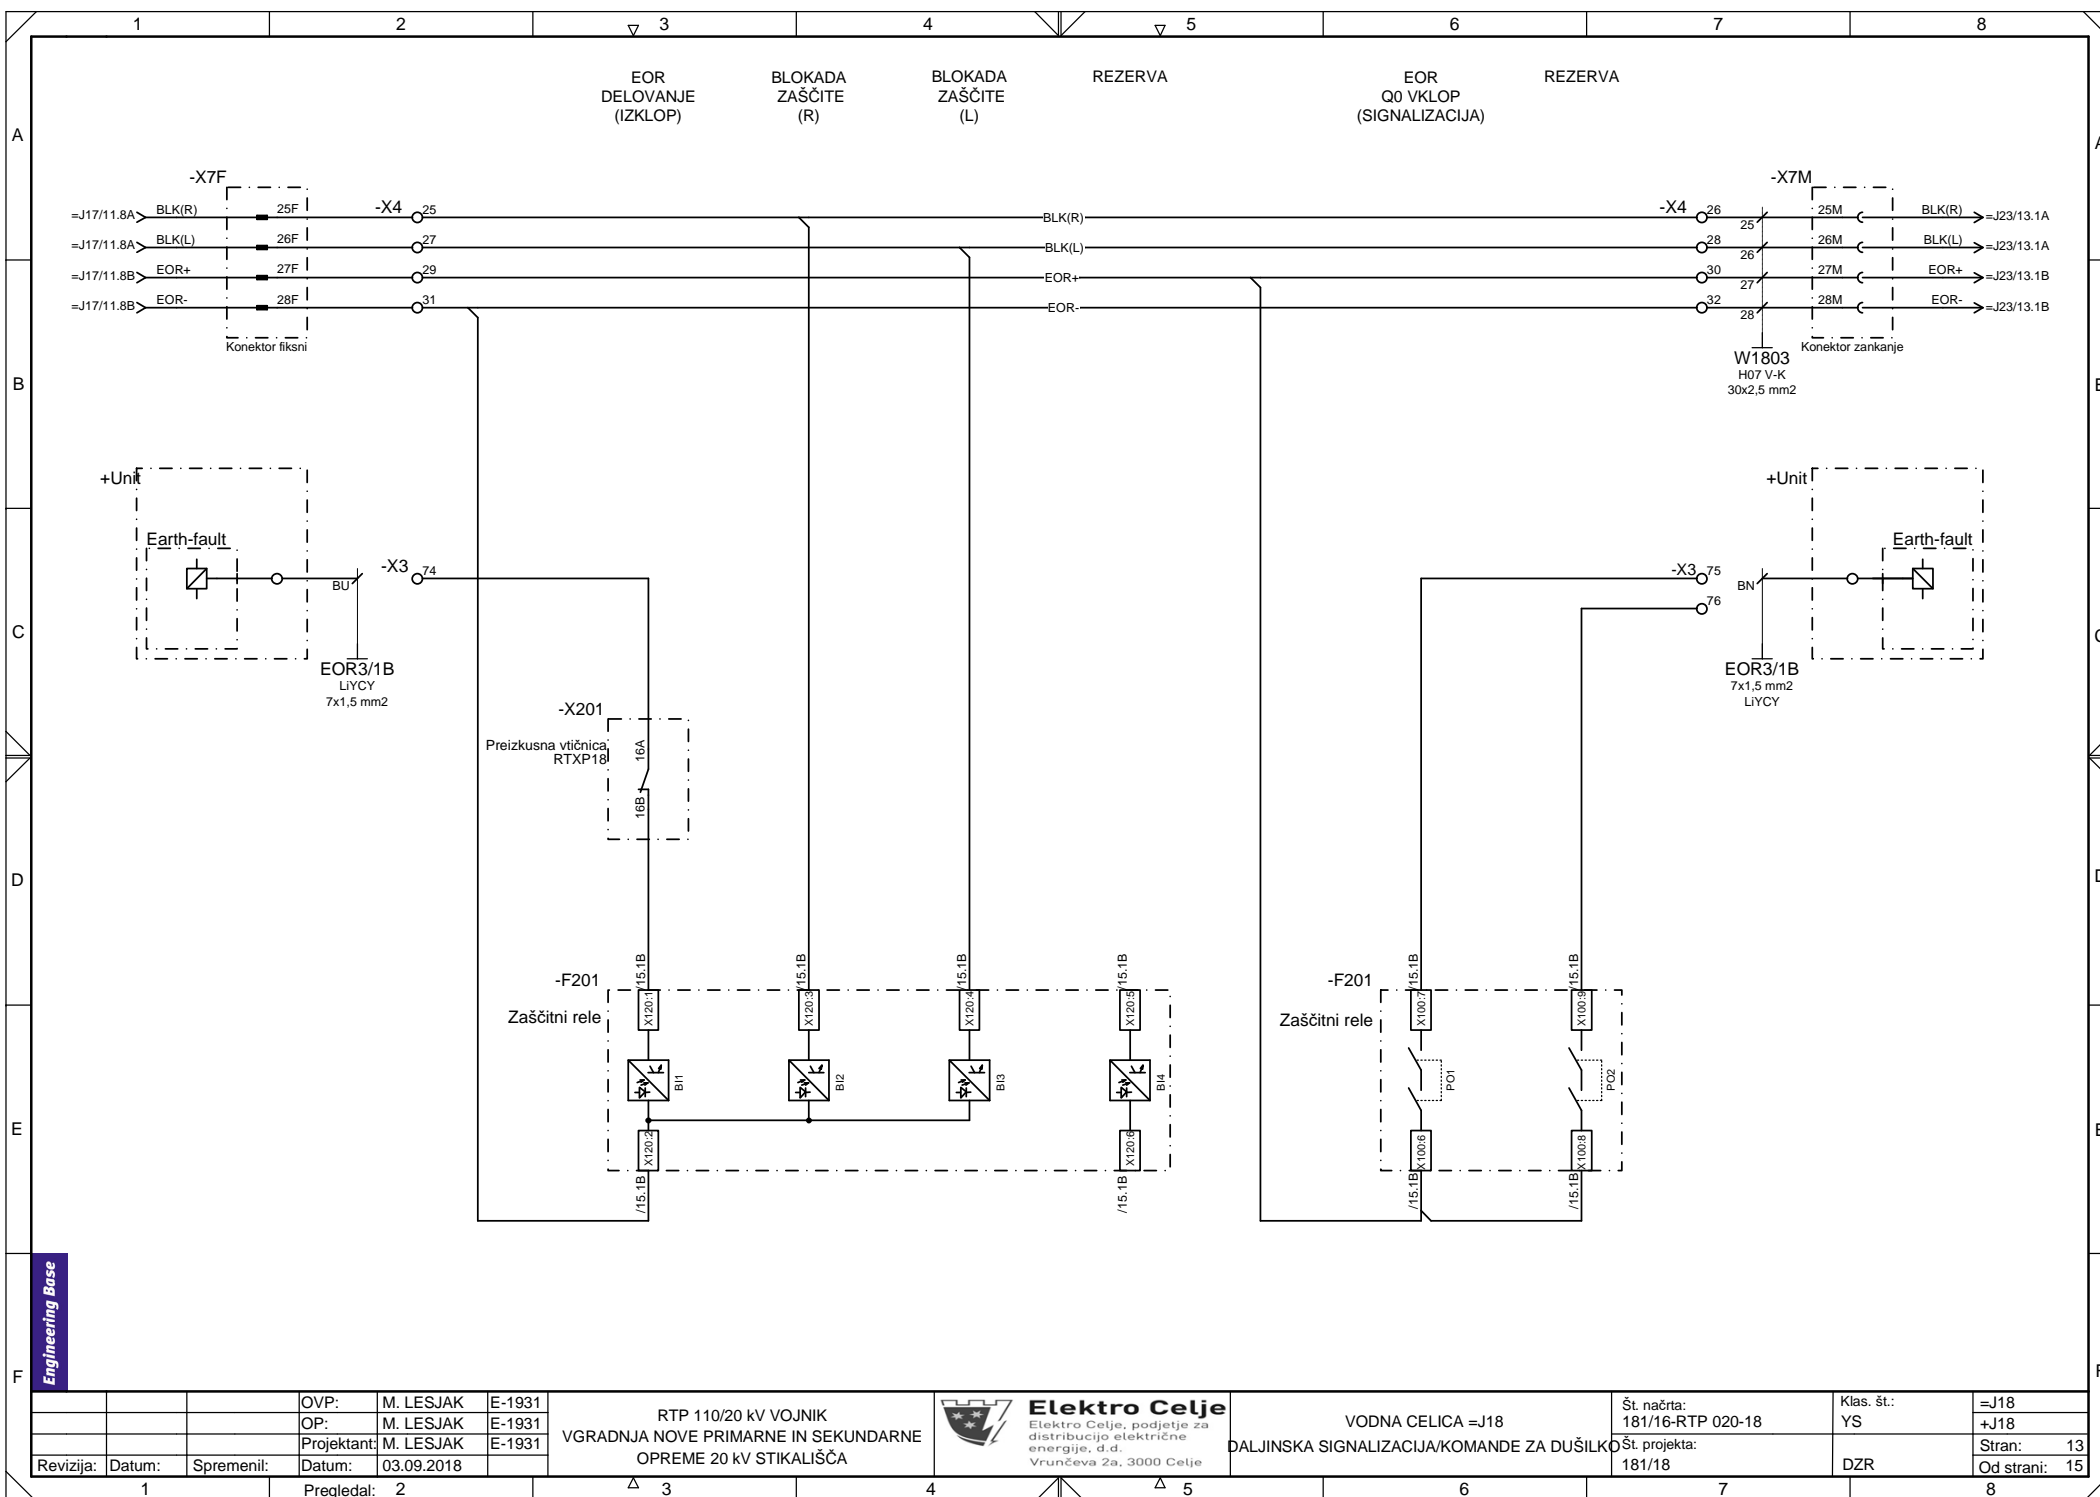 1 2 3 4 5 6 7 8
EOR
DELOVANJE
(IZKLOP)
BLOKADA
ZAŠČITE
(R)
BLOKADA
ZAŠČITE
(L)
REZERVA
EOR
Q0 VKLOP
(SIGNALIZACIJA)
REZERVA
A
A
-X7F
-X7M
=J17/11.8A BLK(R) 25F -X4 25 BLK(R) -X4 26 25 25M BLK(R) =J23/13.1A
=J17/11.8A BLK(L) 26F 27 BLK(L) 28 26 26M BLK(L) =J23/13.1A
=J17/11.8B EOR+ 27F 29 EOR+ 30 27 27M EOR+ =J23/13.1B
=J17/11.8B EOR- 28F 31 EOR- 32 28 28M EOR- =J23/13.1B
Konektor fiksni
Konektor zankanje
W1803
H07 V-K
30x2,5 mm2
B
+Unit
+Unit
Earth-fault
Earth-fault
BU -X3 74
-X3 75 BN
76
C
EOR3/1B
LiYCY
7x1,5 mm2
EOR3/1B
7x1,5 mm2
LiYCY
-X201
Preizkusna vtičnica
RTXP18
16A
16B
D
/15.1B /15.1B /15.1B /15.1B /15.1B /15.1B
-F201
-F201
X120:1 X120:3 X120:4 X120:5 X100:7 X100:9
Zaščitni rele
Zaščitni rele
BI1 BI2 BI3 BI4 PO1 PO2
E
X120:2 X120:6 X100:6 X100:8
/15.1B /15.1B /15.1B /15.1B
Engineering Base
F
OVP: M. LESJAK E-1931
OP: M. LESJAK E-1931
Projektant: M. LESJAK E-1931
Revizija: Datum: Spremenil: Datum: 03.09.2018
Pregledal:
RTP 110/20 kV VOJNIK
VGRADNJA NOVE PRIMARNE IN SEKUNDARNE
OPREME 20 kV STIKALIŠČA
Elektro Celje
Elektro Celje, podjetje za
distribucijo električne
energije, d.d.
Vrunčeva 2a, 3000 Celje
VODNA CELICA =J18
DALJINSKA SIGNALIZACIJA/KOMANDE ZA DUŠILKO
Št. načrta:
181/16-RTP 020-18
Št. projekta:
181/18
Klas. št.:
YS
DZR
=J18
+J18
Stran: 13
Od strani: 15
1 2 3 4 5 6 7 8